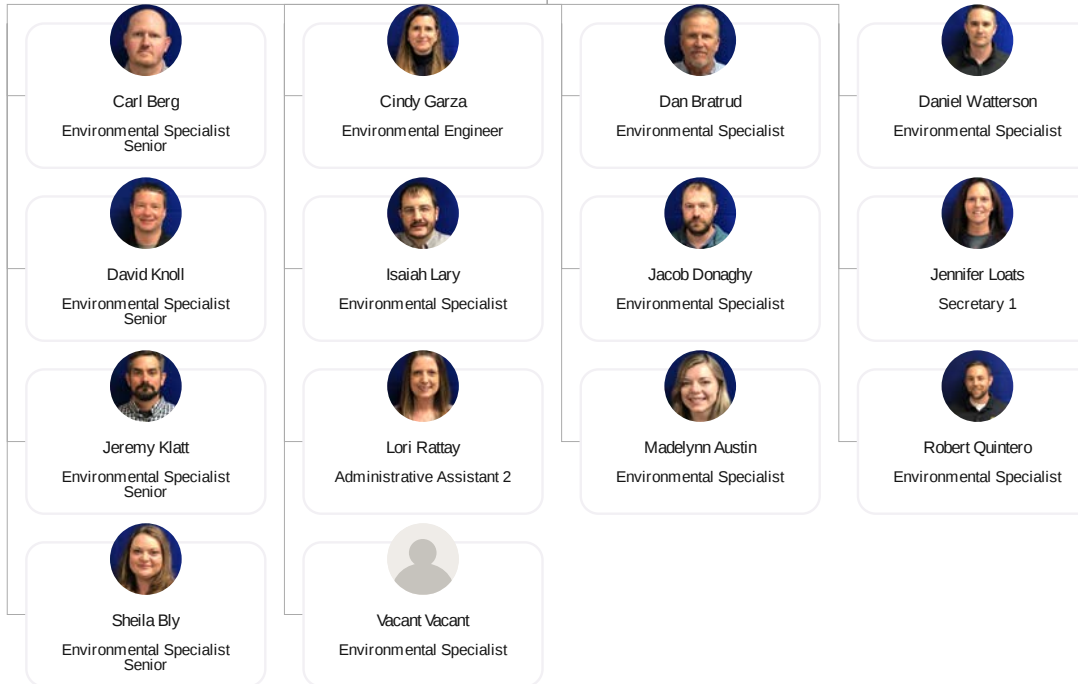 Carl Berg
Environmental Specialist
Senior
Cindy Garza
Environmental Engineer
Dan Bratrud
Environmental Specialist
Daniel Watterson
Environmental Specialist
David Knoll
Environmental Specialist
Senior
Isaiah Lary
Environmental Specialist
Jacob Donaghy
Environmental Specialist
Jennifer Loats
Secretary 1
Jeremy Klatt
Environmental Specialist
Senior
Lori Rattay
Administrative Assistant 2
Madelynn Austin
Environmental Specialist
Robert Quintero
Environmental Specialist
Sheila Bly
Environmental Specialist
Senior
Vacant Vacant
Environmental Specialist